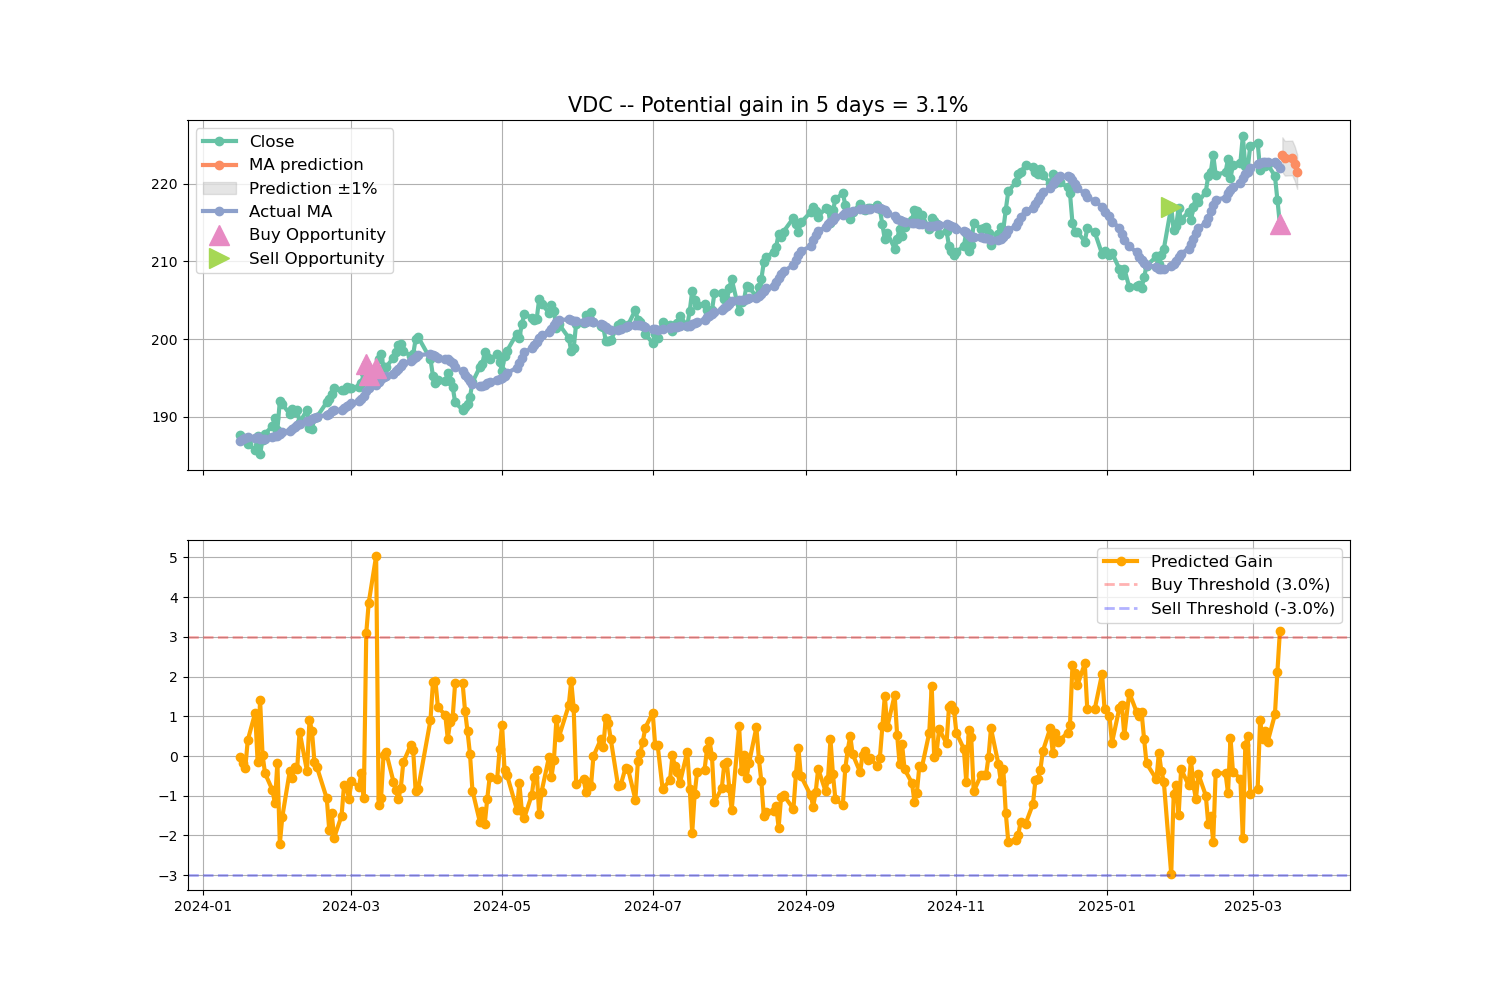 VDC -- Potential gain in 5 days = 3.1%
Close
MA prediction
Prediction ±1%
Actual MA
Buy Opportunity
Sell Opportunity
220
210
200
190
Predicted Gain
Buy Threshold (3.0%)
Sell Threshold (-3.0%)
5
4
3
2
1
0
−1
−2
−3
2024-01
2024-03
2024-05
2024-07
2024-09
2024-11
2025-01
2025-03